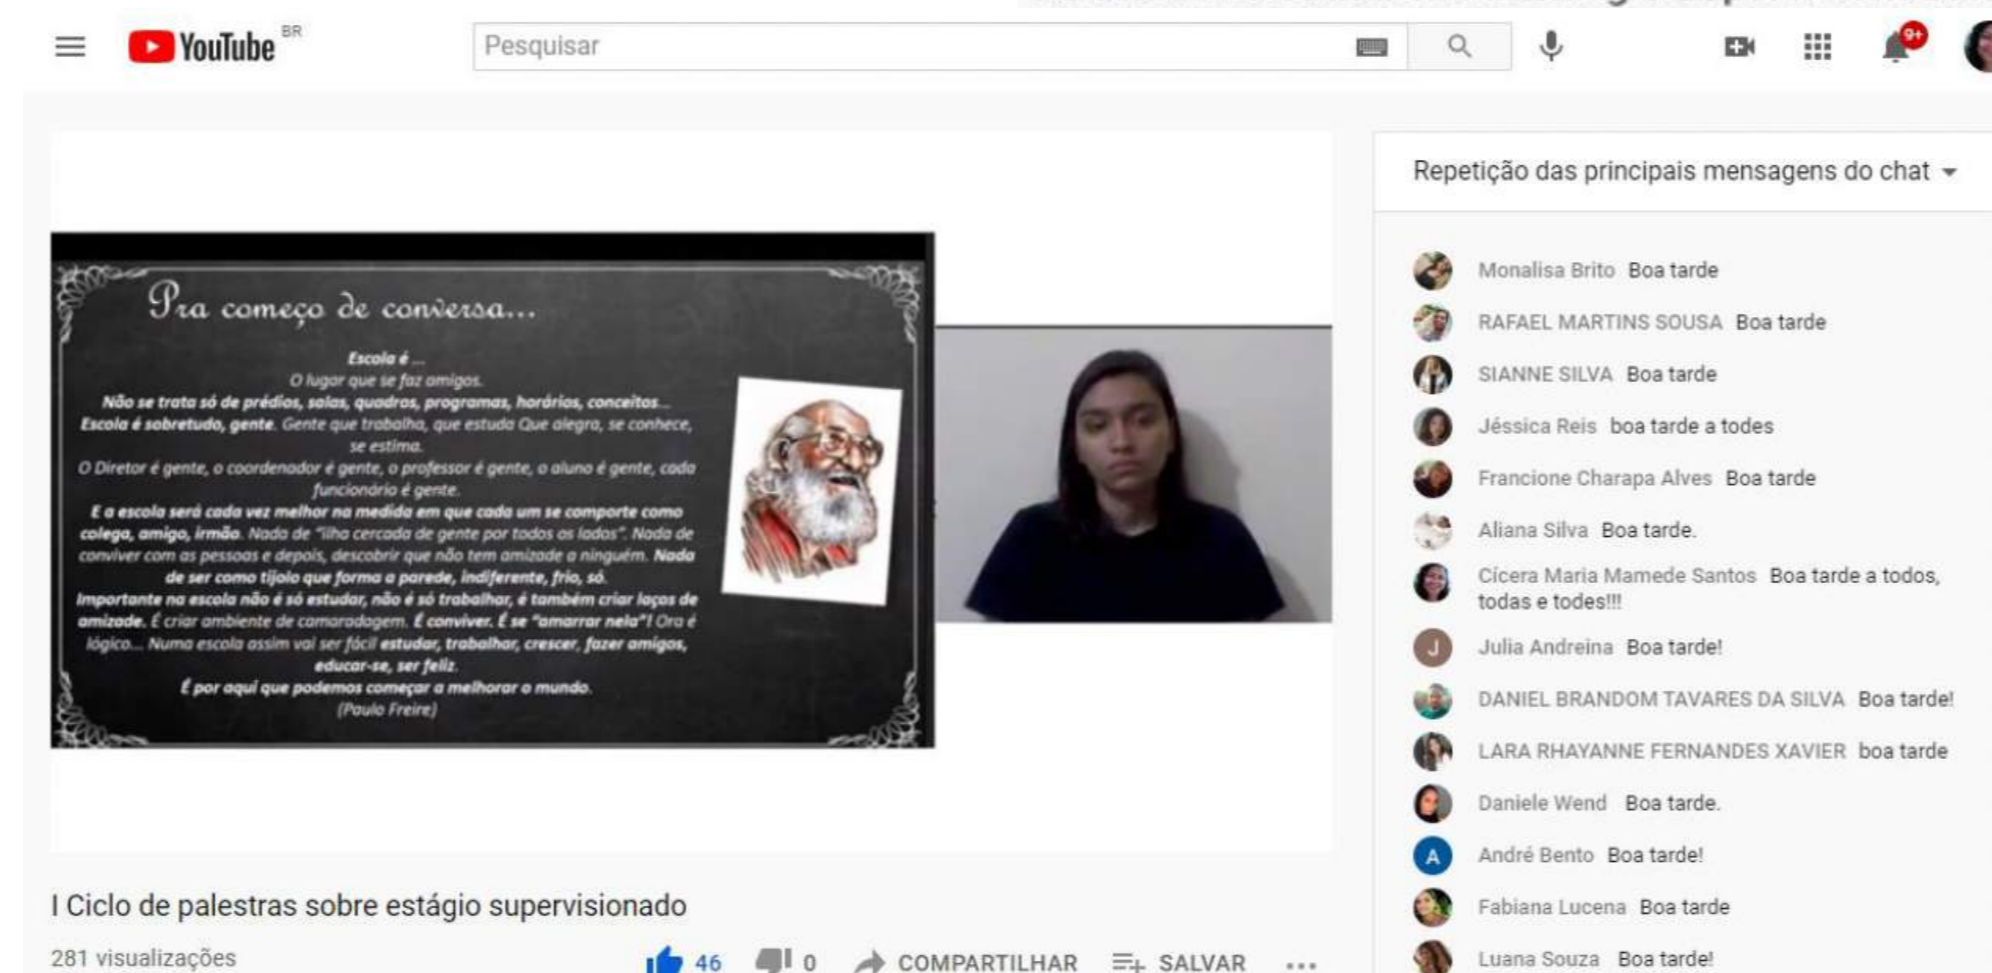 YouTube BR
Pesquisar
9+
Pra começo de conversa...
Escola é ...
O lugar que se faz amigos.
Não se trata só de prédios, salas, quadros, programas, horários, conceitos...
Escola é sobretudo, gente. Gente que trabalha, que estuda Que alegra, se conhece,
se estima.
O Diretor é gente, o coordenador é gente, o professor é gente, o aluno é gente, cada
funcionário é gente.
E a escola será cada vez melhor na medida em que cada um se comporte como
colega, amigo, irmão. Nada de "ilha cercada de gente por todos os lados". Nada de
conviver com as pessoas e depois, descobrir que não tem amizade a ninguém. Nada
de ser como tijolo que forma a parede, indiferente, frio, só.
Importante na escola não é só estudar, não é só trabalhar, é também criar laços de
amizade. É criar ambiente de camaradagem. É conviver. É se "amarrar nela"! Ora é
lógico... Numa escola assim vai ser fácil estudar, trabalhar, crescer, fazer amigos,
educar-se, ser feliz.
É por aqui que podemos começar a melhorar o mundo.
(Paulo Freire)
I Ciclo de palestras sobre estágio supervisionado
281 visualizações
46
0
COMPARTILHAR
SALVAR
Repetição das principais mensagens do chat
Monalisa Brito Boa tarde
RAFAEL MARTINS SOUSA Boa tarde
SIANNE SILVA Boa tarde
Jéssica Reis boa tarde a todes
Francione Charapa Alves Boa tarde
Aliana Silva Boa tarde.
Cícera Maria Mamede Santos Boa tarde a todos,
todas e todes!!!
J
Julia Andreina Boa tarde!
DANIEL BRANDOM TAVARES DA SILVA Boa tarde!
LARA RHAYANNE FERNANDES XAVIER boa tarde
Daniele Wend Boa tarde.
A
André Bento Boa tarde!
Fabiana Lucena Boa tarde
Luana Souza Boa tarde!